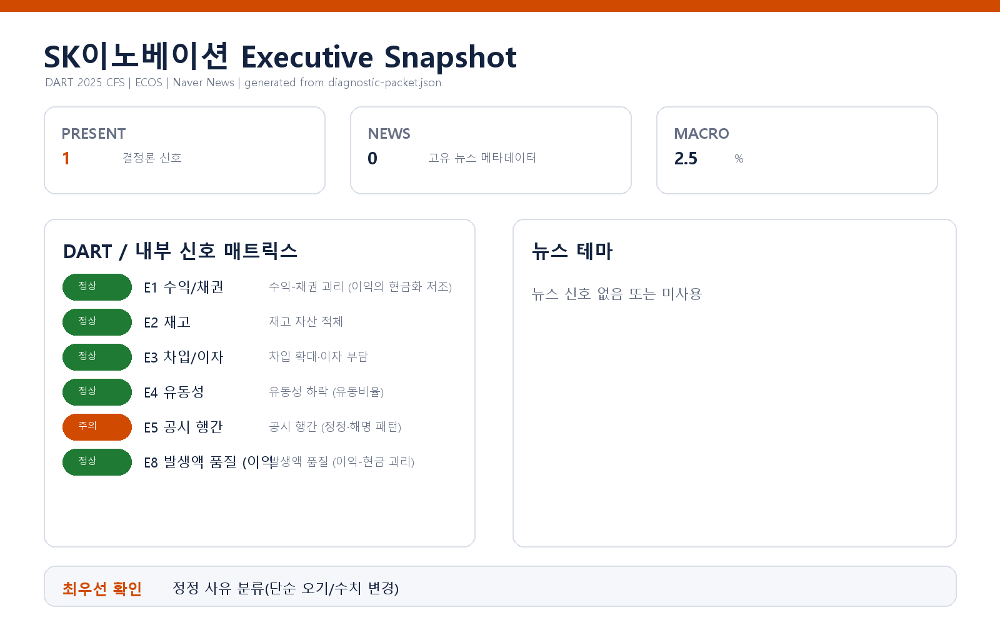 SK이노베이션 Executive Snapshot
DART 2025 CFS | ECOS | Naver News | generated from diagnostic-packet.json
PRESENT
1 결정론 신호
NEWS
0 고유 뉴스 메타데이터
MACRO
2.5 %
DART / 내부 신호 매트릭스
정상 E1 수익/채권 수익-채권 괴리 (이익의 현금화 저조)
정상 E2 재고 재고 자산 적체
정상 E3 차입/이자 차입 확대·이자 부담
정상 E4 유동성 유동성 하락 (유동비율)
주의 E5 공시 행간 공시 행간 (정정·해명 패턴)
정상 E8 발생액 품질 (이익 발생액 품질 (이익-현금 괴리)
뉴스 테마
뉴스 신호 없음 또는 미사용
최우선 확인 정정 사유 분류(단순 오기/수치 변경)